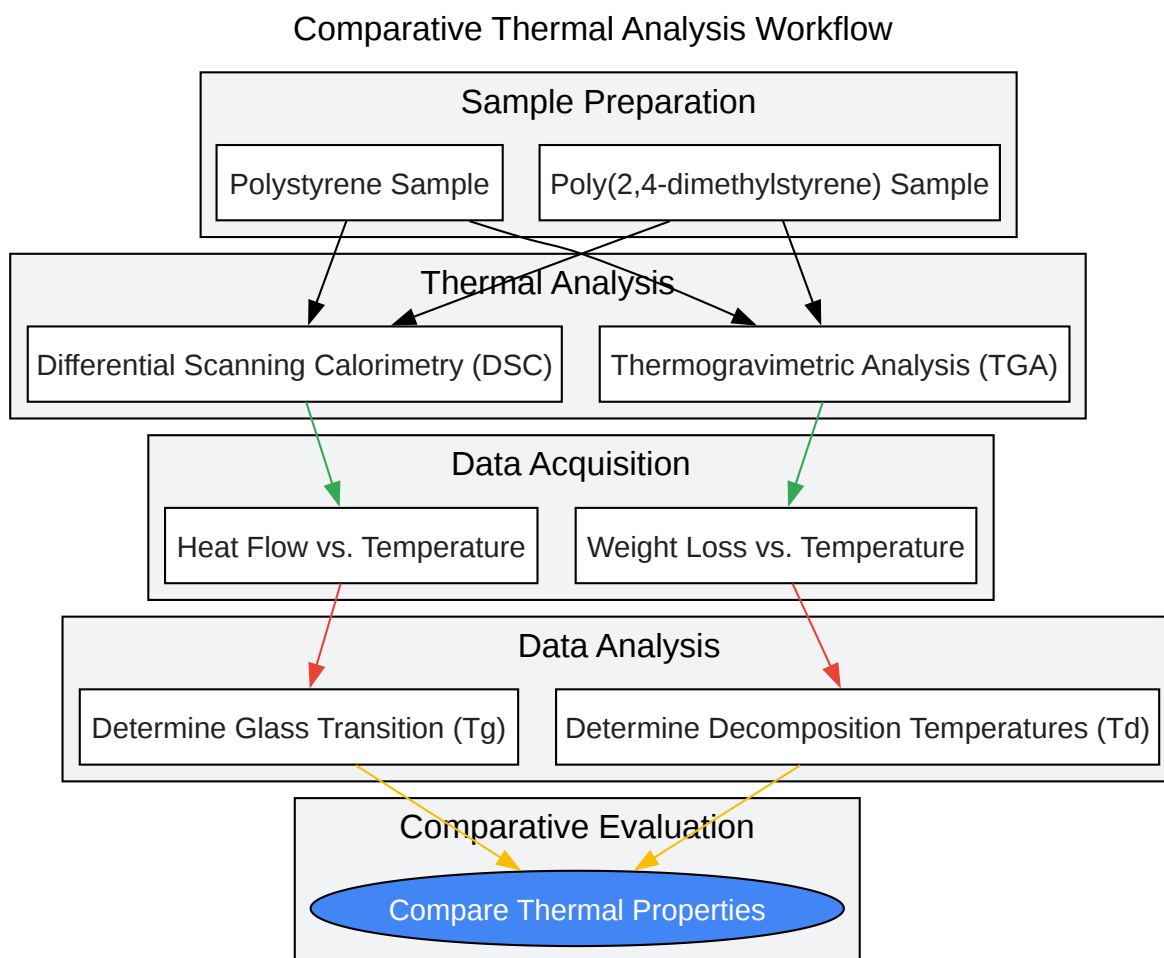 Comparative Thermal Analysis Workflow
Sample Preparation
Polystyrene Sample
Poly(2,4-dimethylstyrene) Sample
Thermal Analysis
Differential Scanning Calorimetry (DSC)
Thermogravimetric Analysis (TGA)
Data Acquisition
Heat Flow vs. Temperature
Weight Loss vs. Temperature
Data Analysis
Determine Glass Transition (Tg)
Determine Decomposition Temperatures (Td)
Comparative Evaluation
Compare Thermal Properties